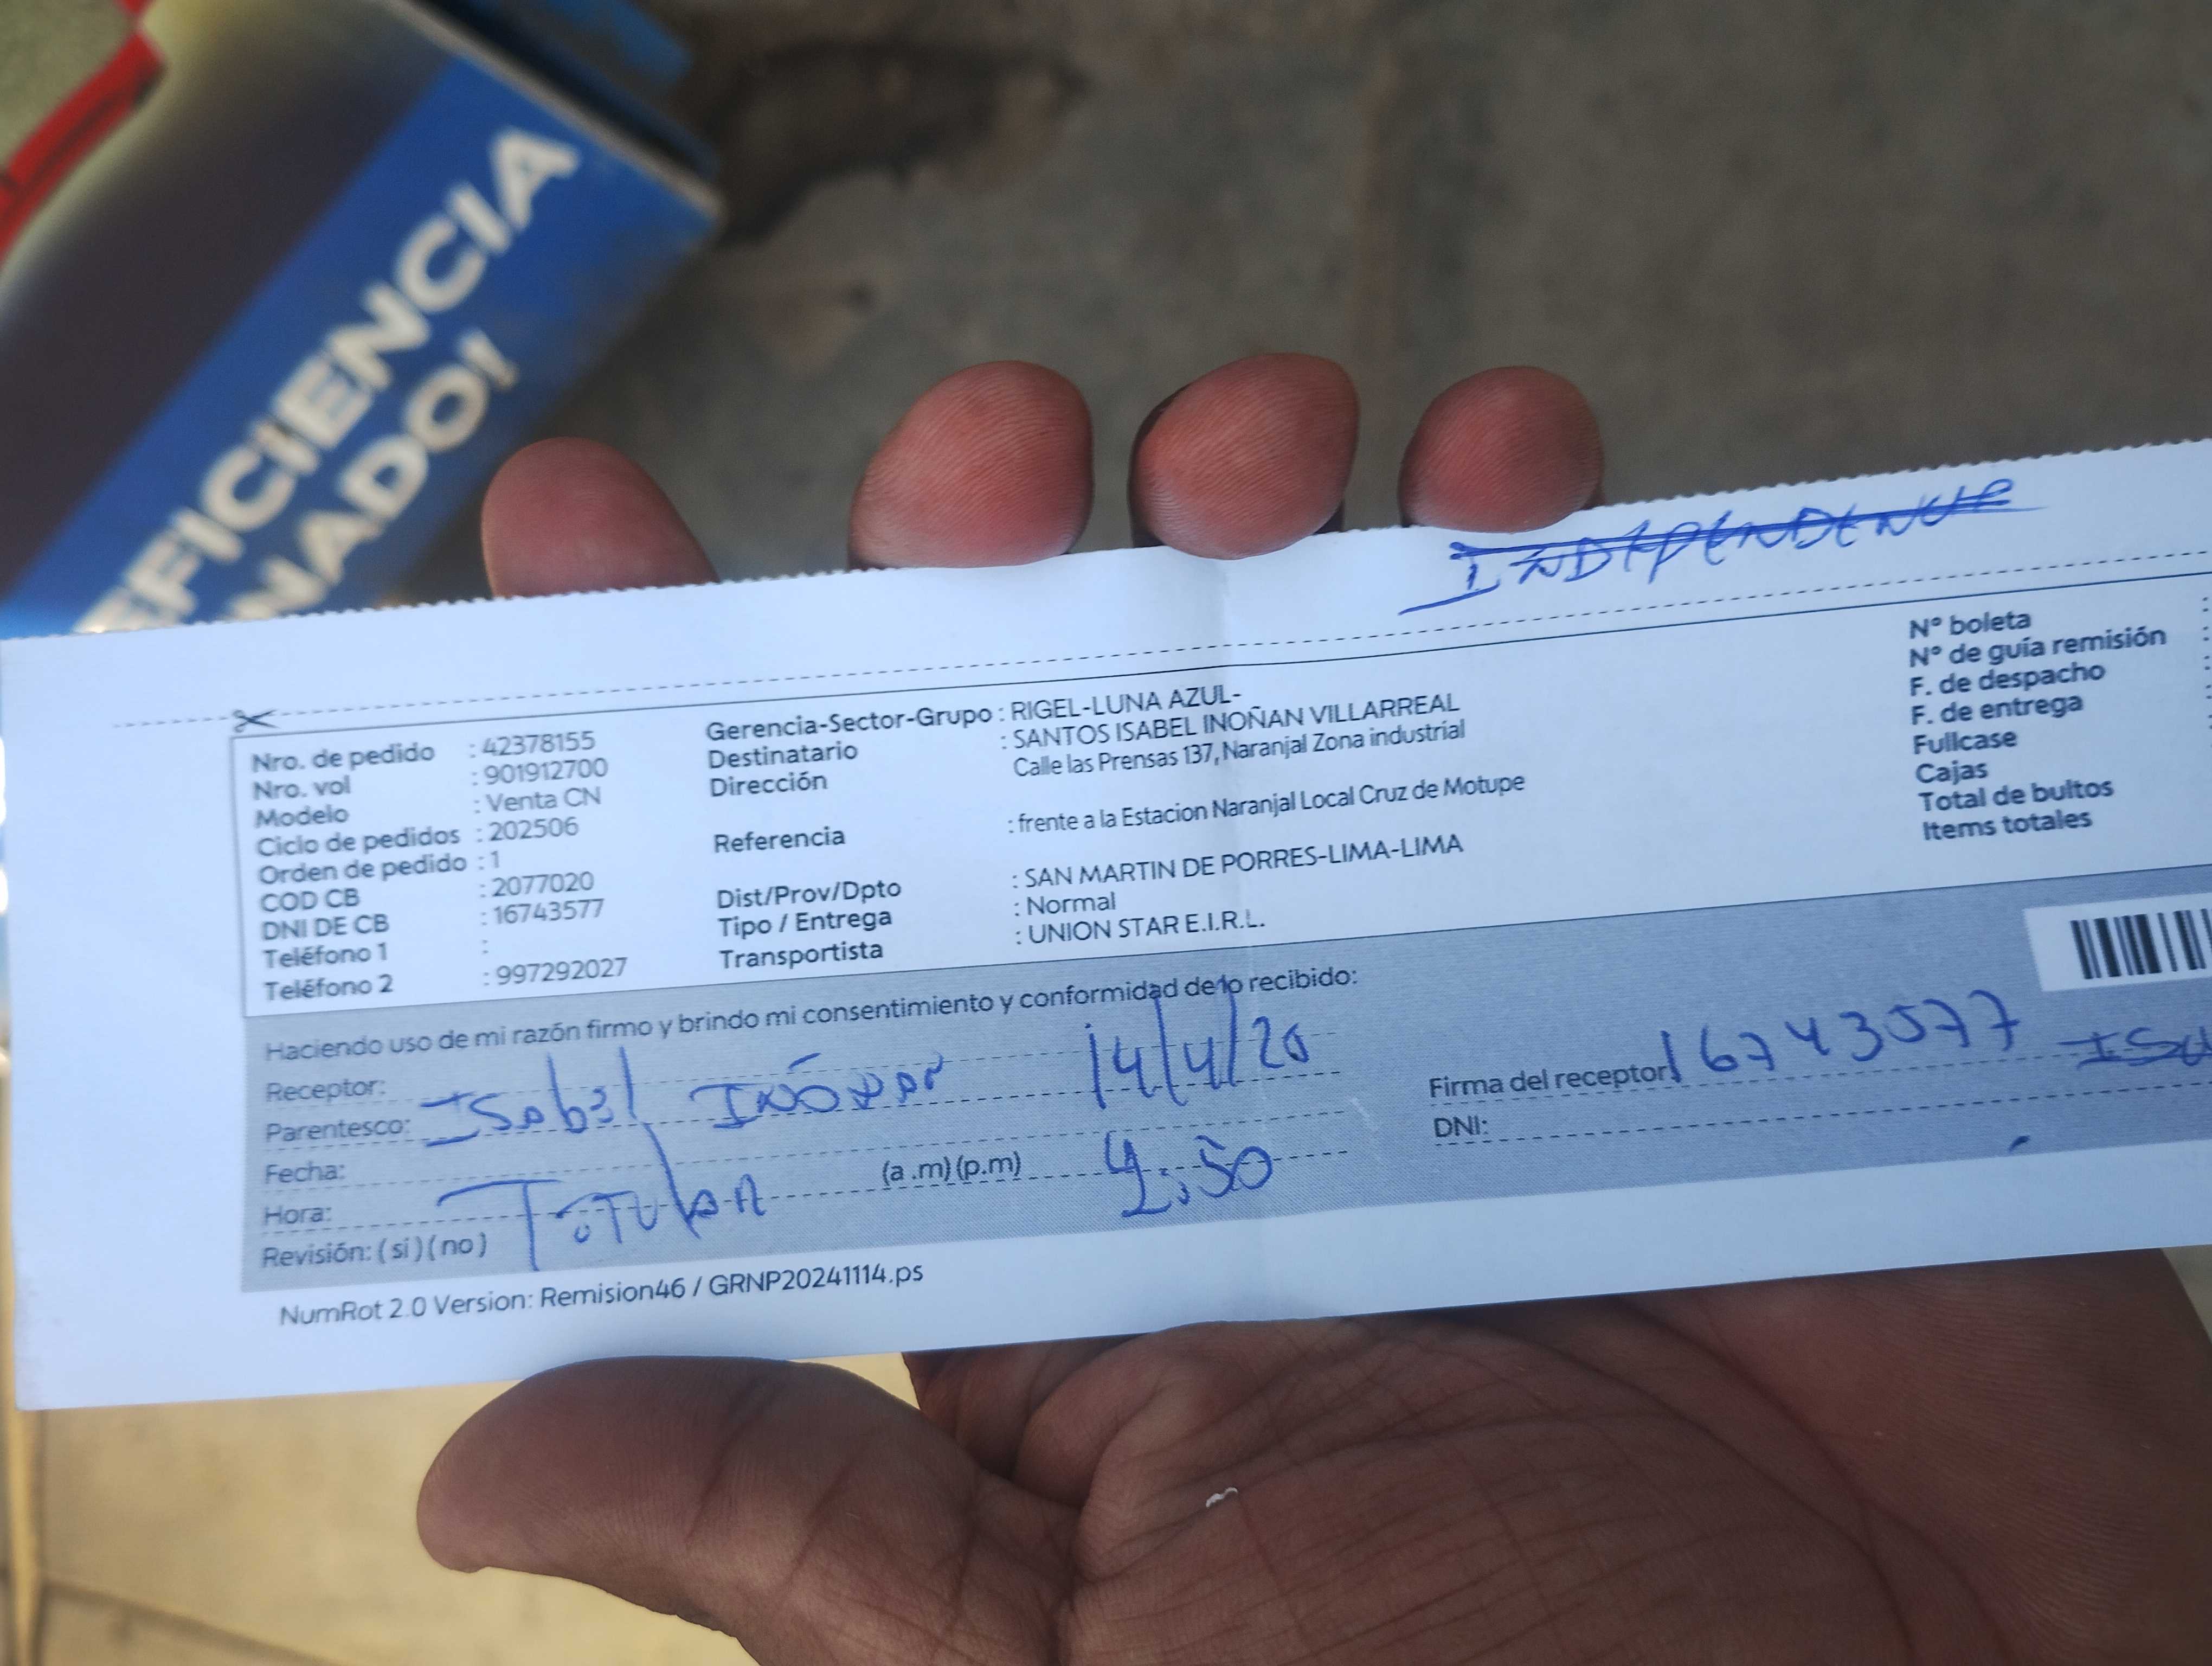 EFICIENCIA
NADO!
INDEPENDENCIA
Nro. de pedido : 42378155
Nro. vol : 901912700
Modelo : Venta CN
Ciclo de pedidos : 202506
Orden de pedido : 1
COD CB : 2077020
DNI DE CB : 16743577
Teléfono 1 :
Teléfono 2 : 997292027
Gerencia-Sector-Grupo : RIGEL-LUNA AZUL-
Destinatario : SANTOS ISABEL INOÑAN VILLARREAL
Dirección Calle las Prensas 137, Naranjal Zona industrial
Referencia : frente a la Estacion Naranjal Local Cruz de Motupe
Dist/Prov/Dpto : SAN MARTIN DE PORRES-LIMA-LIMA
Tipo / Entrega : Normal
Transportista : UNION STAR E.I.R.L.
N° boleta :
N° de guía remisión :
F. de despacho :
F. de entrega :
Fullcase
Cajas
Total de bultos
Items totales
Haciendo uso de mi razón firmo y brindo mi consentimiento y conformidad de lo recibido:
Receptor:
Parentesco: Isabel Inoñan 14/4/25
Fecha:
Hora: Titular (a .m) (p.m) 4:50
Revisión: ( si ) ( no )
Firma del receptor: 16743577
DNI:
NumRot 2.0 Version: Remision46 / GRNP20241114.ps